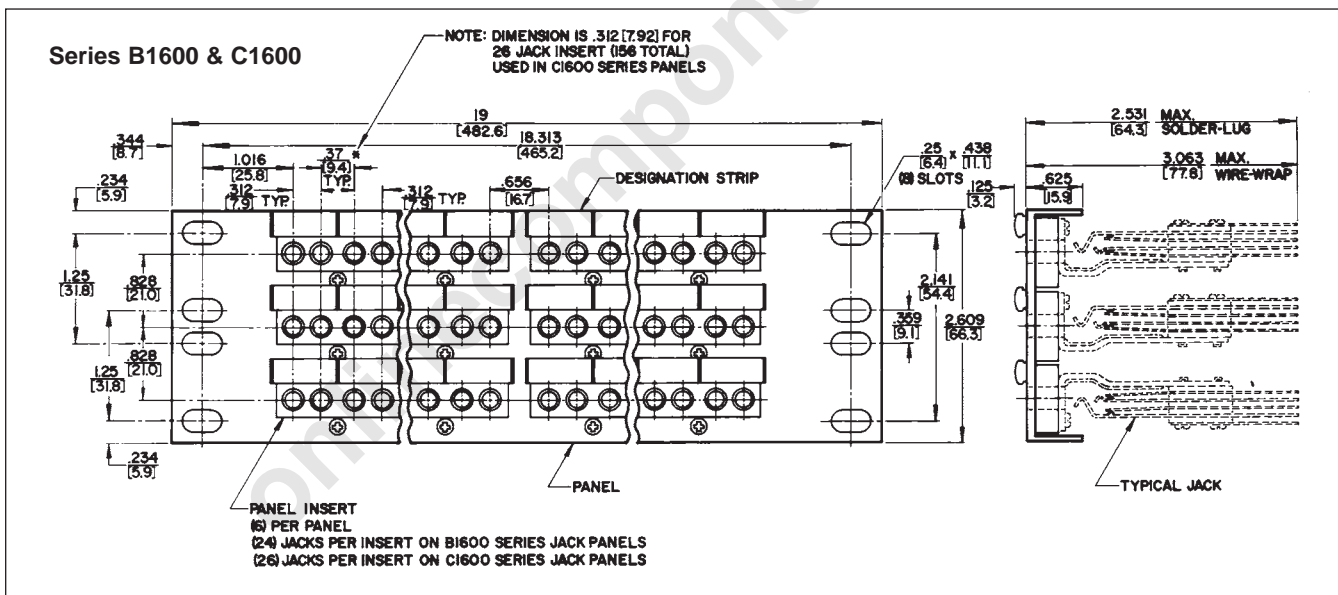 Series B1600 & C1600
NOTE: DIMENSION IS .312 [7.92] FOR
26 JACK INSERT (156 TOTAL)
USED IN C1600 SERIES PANELS
19
[482.6]
18.313
[465.2]
.344
[8.7]
1.016
[25.8]
.37 *
[9.4]
TYP.
.234
[5.9]
.312
[7.9] TYP.
.312
[7.9] TYP.
.656
[16.7]
DESIGNATION STRIP
.25 x .438
[6.4] [11.1]
(8) SLOTS
2.531 MAX.
[64.3] SOLDER-LUG
3.063 MAX.
[77.8] WIRE-WRAP
.125
[3.2]
.625
[15.9]
1.25
[31.8]
.828
[21.0]
2.141
[54.4]
.359
[9.1]
2.609
[66.3]
.828
[21.0]
1.25
[31.8]
.234
[5.9]
PANEL
TYPICAL JACK
PANEL INSERT
(6) PER PANEL
(24) JACKS PER INSERT ON B1600 SERIES JACK PANELS
(26) JACKS PER INSERT ON C1600 SERIES JACK PANELS
onlinecompone